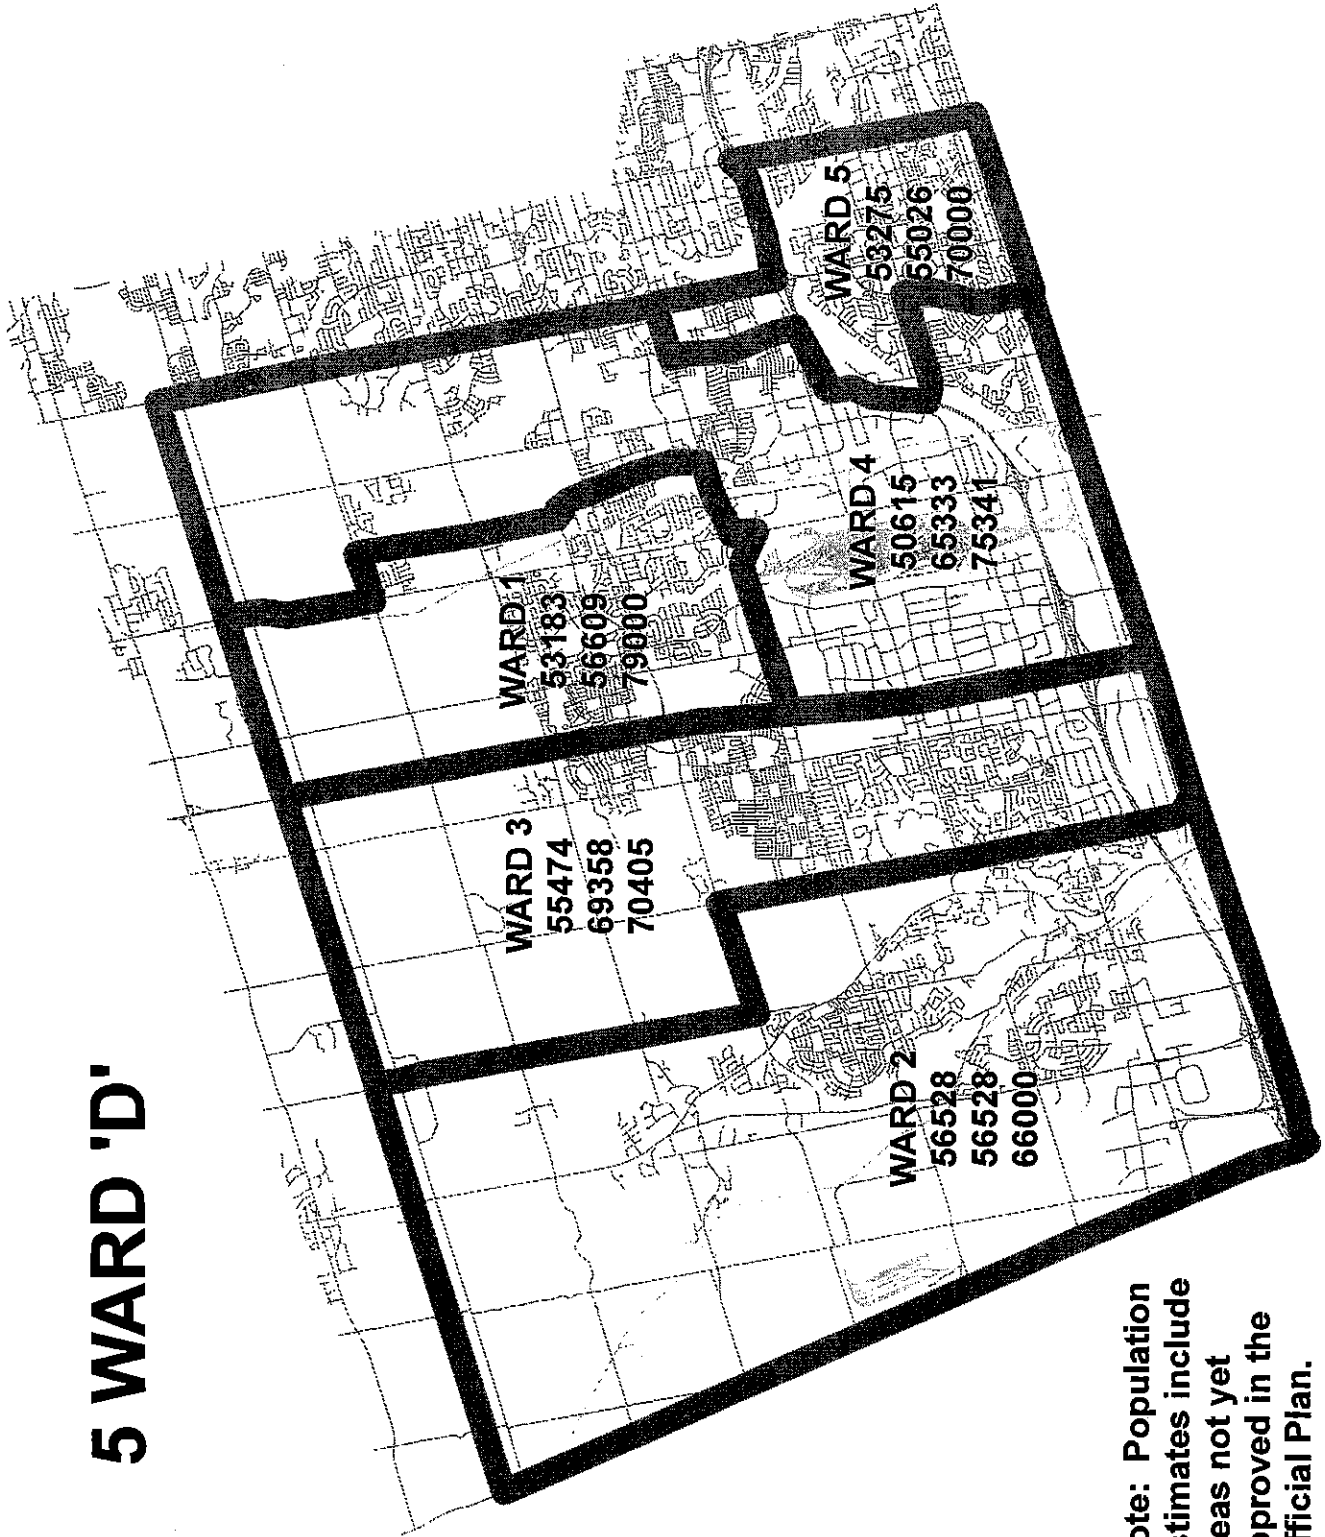 5 WARD 'D'
WARD 1
53183
56609
79000
WARD 3
55474
69358
70405
WARD 5
53275
55026
70000
WARD 4
50615
65333
75341
WARD 2
56528
56528
66000
ote: Population
stimates include
eas not yet
proved in the
fficial Plan.